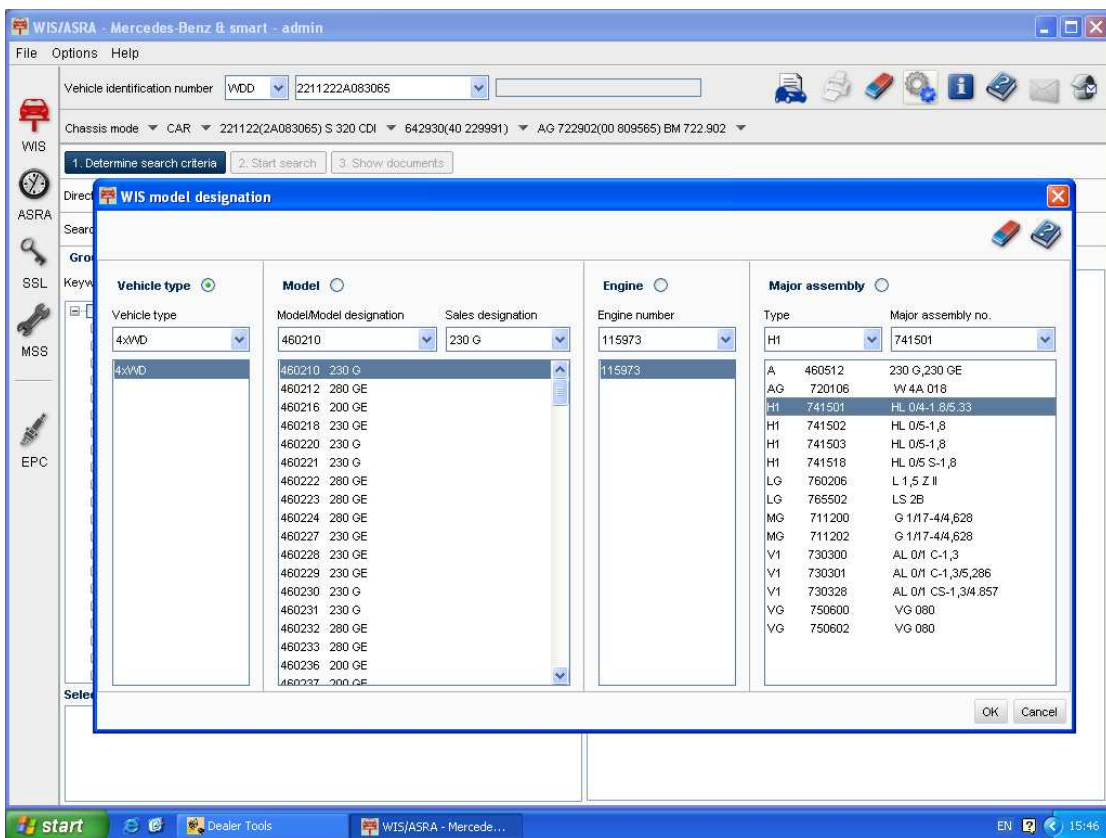 WIS/ASRA - Mercedes-Benz & smart - admin
File Options Help
Vehicle identification number WDD 2211222A083065
Chassis mode CAR 221122(2A083065) S 320 CDI 642930(40 229991) AG 722902(00 809565) BM 722.902
WIS
ASRA
SSL
MSS
EPC
1. Determine search criteria 2. Start search 3. Show documents
WIS model designation
Vehicle type Model Engine Major assembly
Vehicle type Model/Model designation Sales designation Engine number Type Major assembly no.
4xWD 460210 230 G 115973 H1 741501
4xWD
460210 230 G
460212 280 GE
460216 200 GE
460218 230 GE
460220 230 G
460221 230 G
460222 280 GE
460223 280 GE
460224 280 GE
460227 230 GE
460228 230 GE
460229 230 GE
460230 230 G
460231 230 G
460232 280 GE
460233 280 GE
460236 200 GE
460237 200 GE
115973
A 460512 230 G,230 GE
AG 720106 W 4A 018
H1 741501 HL 0/4-1.8/5.33
H1 741502 HL 0/5-1,8
H1 741503 HL 0/5-1,8
H1 741518 HL 0/5 S-1,8
LG 760206 L 1,5 Z II
LG 765502 LS 2B
MG 711200 G 1/17-4/4,628
MG 711202 G 1/17-4/4,628
V1 730300 AL 0/1 C-1,3
V1 730301 AL 0/1 C-1,3/5,286
V1 730328 AL 0/1 CS-1,3/4.857
VG 750600 VG 080
VG 750602 VG 080
OK Cancel
start Dealer Tools WIS/ASRA - Mercede... EN 15:46